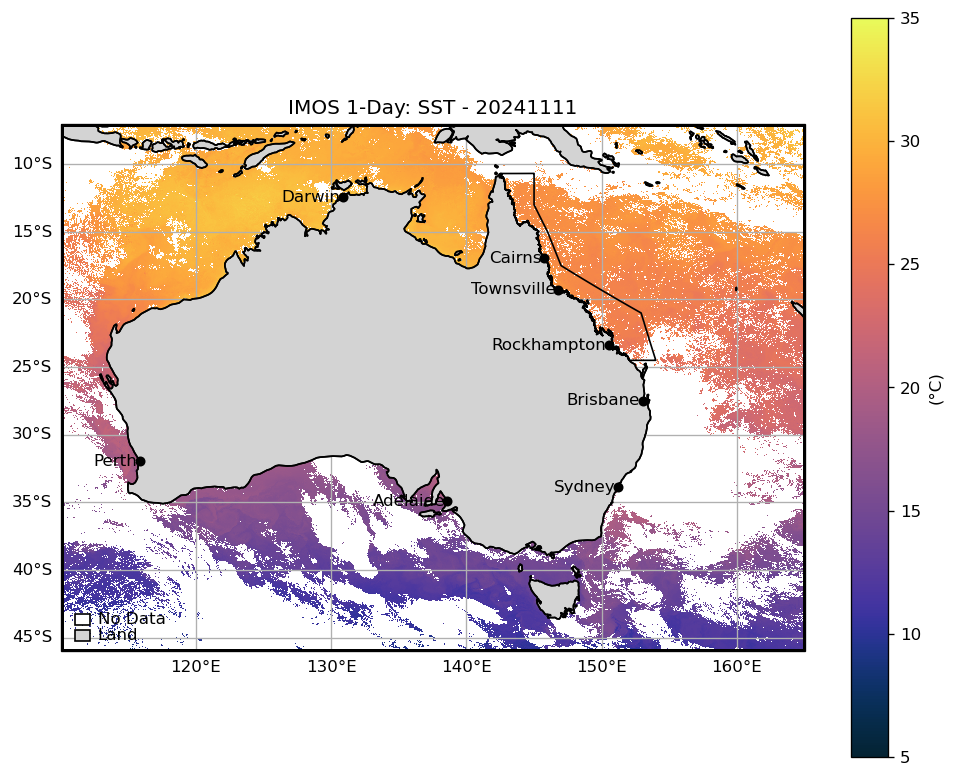 IMOS 1-Day: SST - 20241111
35
30
25
20
15
10
5
(°C)
10°S
15°S
20°S
25°S
30°S
35°S
40°S
45°S
Darwin
Cairns
Townsville
Rockhampton
Brisbane
Perth
Sydney
Adelaide
No Data
Land
120°E
130°E
140°E
150°E
160°E